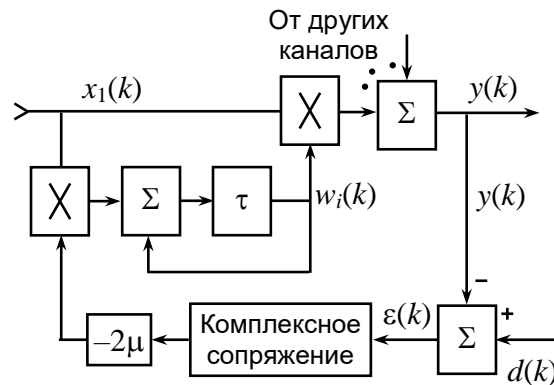 От других
каналов
x₁(k)
y(k)
Σ
Σ
τ
wᵢ(k)
y(k)
–
+
–2μ
Комплексное
сопряжение
ε(k)
Σ
d(k)